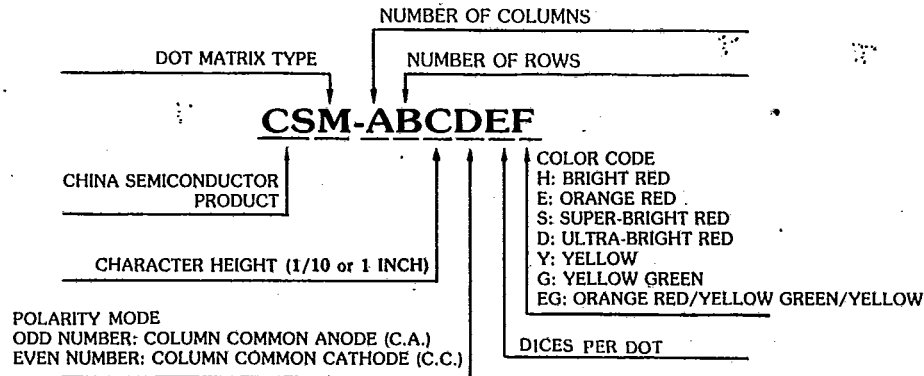 NUMBER OF COLUMNS
DOT MATRIX TYPE
NUMBER OF ROWS
CSM-ABCDEF
CHINA SEMICONDUCTOR
PRODUCT
COLOR CODE
H: BRIGHT RED
E: ORANGE RED
S: SUPER-BRIGHT RED
D: ULTRA-BRIGHT RED
Y: YELLOW
G: YELLOW GREEN
EG: ORANGE RED/YELLOW GREEN/YELLOW
CHARACTER HEIGHT (1/10 or 1 INCH)
POLARITY MODE
ODD NUMBER: COLUMN COMMON ANODE (C.A.)
EVEN NUMBER: COLUMN COMMON CATHODE (C.C.)
DICES PER DOT